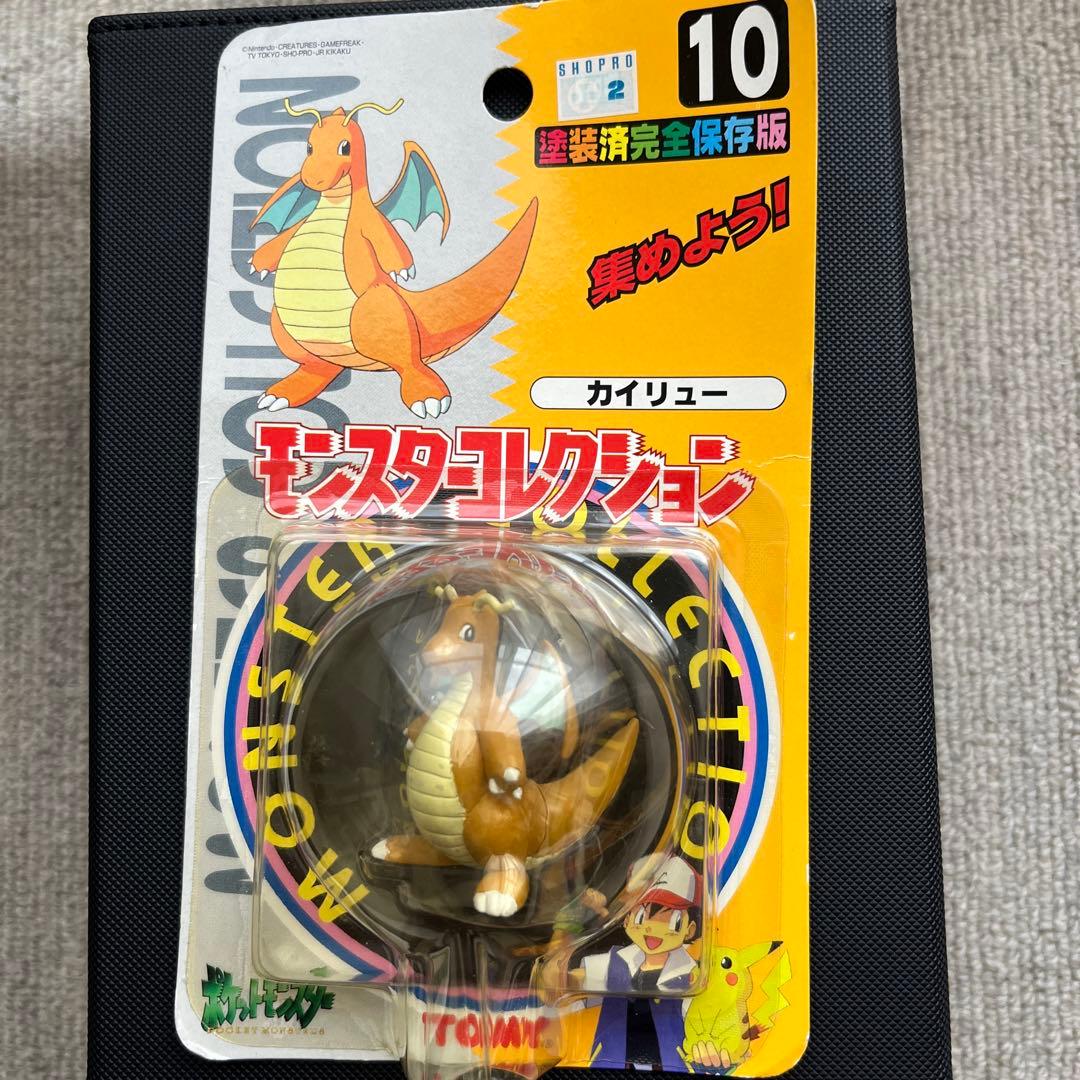 ©Nintendo・CREATURES・GAMEFREAK・
TV TOKYO・SHO-PRO・JR KIKAKU
SHOPRO
2
10
塗装済完全保存版
集めよう!
カイリュー
モンスターコレクション
MONSTER COLLECTION
ポケットモンスター
POCKET MONSTERS
TOMY®